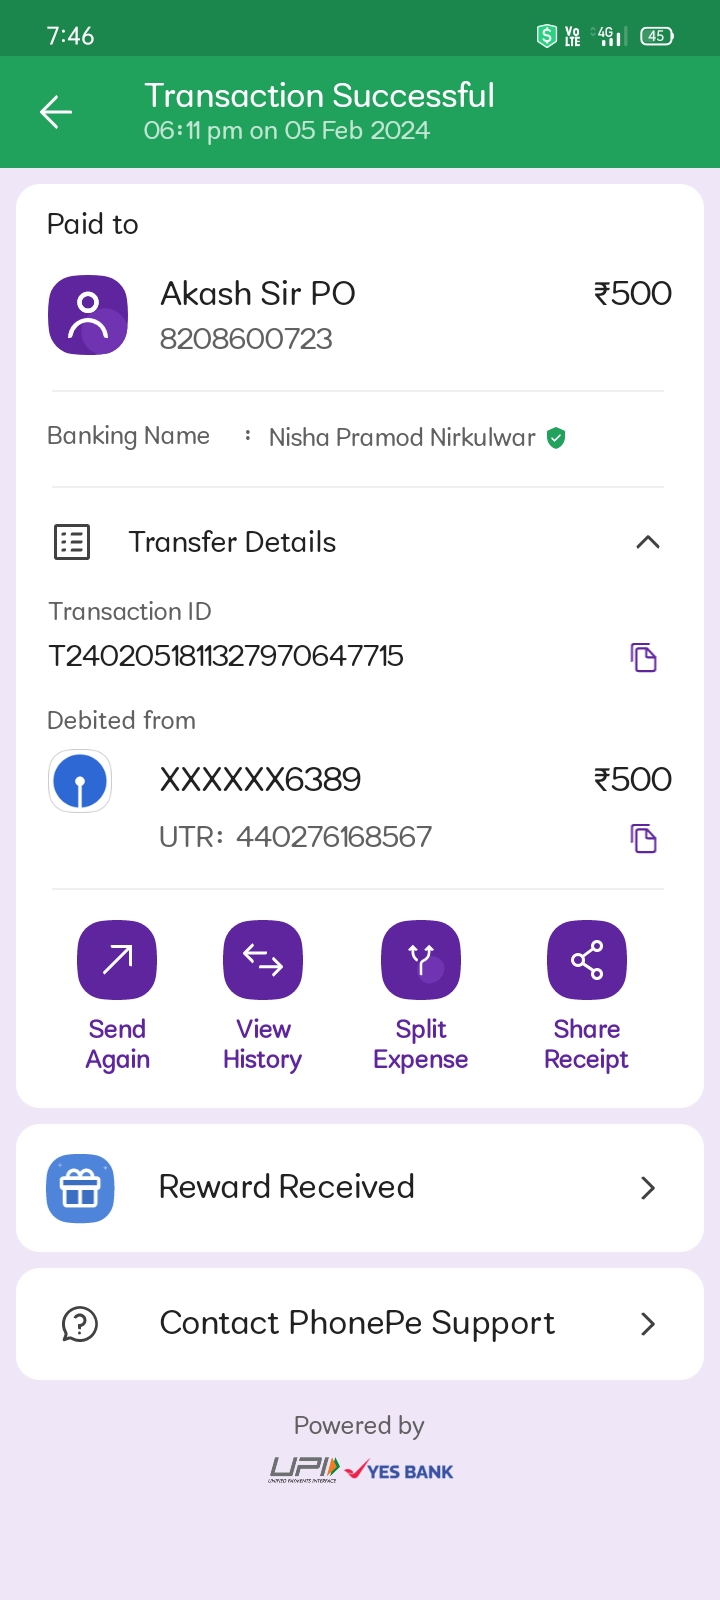 7:46
Vo LTE 4G 45
Transaction Successful
06:11 pm on 05 Feb 2024
Paid to
Akash Sir PO ₹500
8208600723
Banking Name : Nisha Pramod Nirkulwar
Transfer Details
Transaction ID
T2402051811327970647715
Debited from
XXXXXX6389 ₹500
UTR: 440276168567
Send Again
View History
Split Expense
Share Receipt
Reward Received
Contact PhonePe Support
Powered by
UPI YES BANK
UNIFIED PAYMENTS INTERFACE